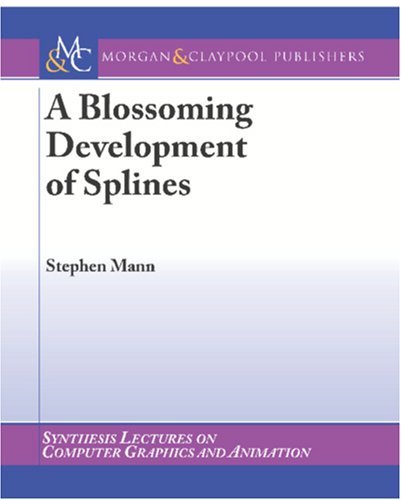 M&C MORGAN&CLAYPOOL PUBLISHERS
A Blossoming
Development
of Splines
Stephen Mann
SYNTHESIS LECTURES ON
COMPUTER GRAPHICS AND ANIMATION